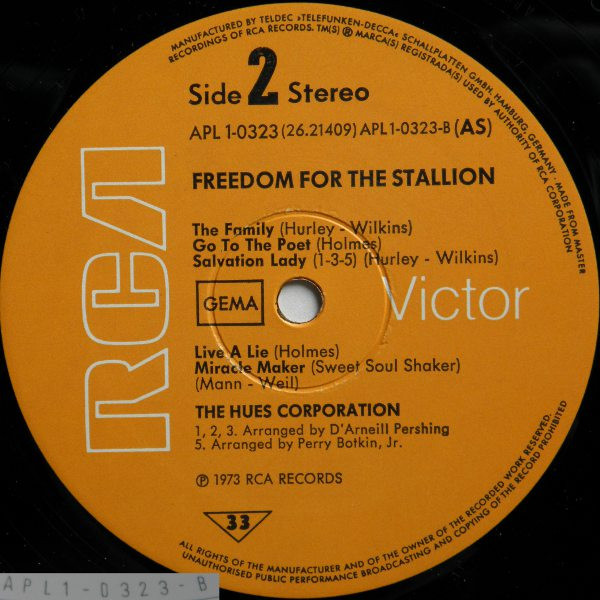 MANUFACTURED BY TELDEC »TELEFUNKEN-DECCA« SCHALLPLATTEN GMBH, HAMBURG, GERMANY · MADE FROM MASTER
RECORDINGS OF RCA RECORDS. TM(S) ® MARCA(S) REGISTRADA(S) USED BY AUTHORITY OF RCA CORPORATION
Side 2 Stereo
APL 1-0323 (26.21409) APL1-0323-B (AS)
FREEDOM FOR THE STALLION
The Family (Hurley - Wilkins)
Go To The Poet (Holmes)
Salvation Lady (1-3-5) (Hurley - Wilkins)
RCA
GEMA
Victor
Live A Lie (Holmes)
Miracle Maker (Sweet Soul Shaker)
(Mann - Weil)
THE HUES CORPORATION
1, 2, 3. Arranged by D'Arneill Pershing
5. Arranged by Perry Botkin, Jr.
℗ 1973 RCA RECORDS
33
ALL RIGHTS OF THE MANUFACTURER AND OF THE OWNER OF THE RECORDED WORK RESERVED.
UNAUTHORISED PUBLIC PERFORMANCE BROADCASTING AND COPYING OF THE RECORD PROHIBITED
APL1-0323-B